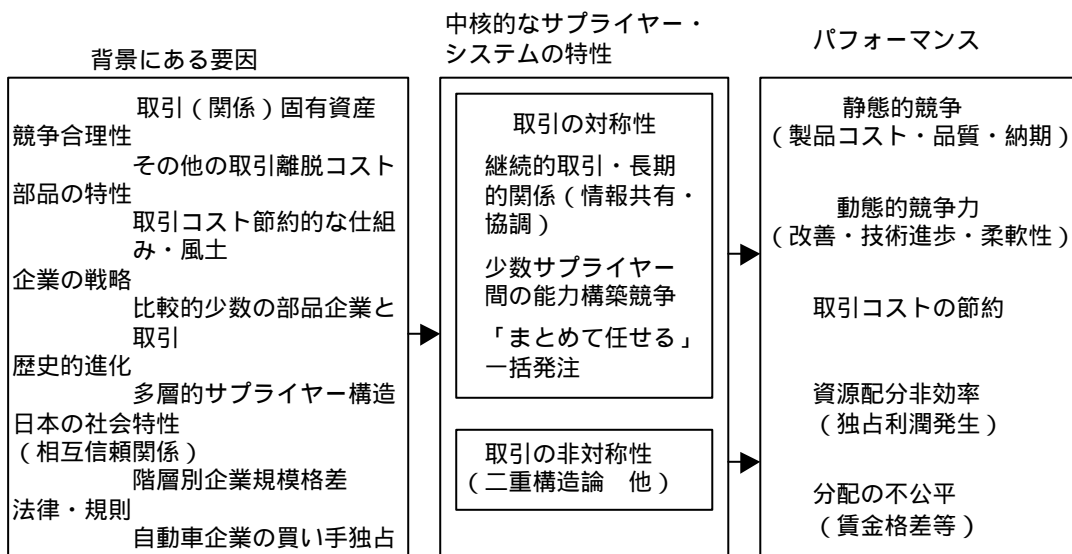 背景にある要因
取引（関係）固有資産
競争合理性
その他の取引離脱コスト
部品の特性
取引コスト節約的な仕組
み・風土
企業の戦略
比較的少数の部品企業と
取引
歴史的進化
多層的サプライヤー構造
日本の社会特性
（相互信頼関係）
階層別企業規模格差
法律・規則
自動車企業の買い手独占
中核的なサプライヤー・
システムの特性
取引の対称性
継続的取引・長期
的関係（情報共有・
協調）
少数サプライヤー
間の能力構築競争
「まとめて任せる」
一括発注
取引の非対称性
（二重構造論　他）
パフォーマンス
静態的競争
（製品コスト・品質・納期）
動態的競争力
（改善・技術進歩・柔軟性）
取引コストの節約
資源配分非効率
（独占利潤発生）
分配の不公平
（賃金格差等）